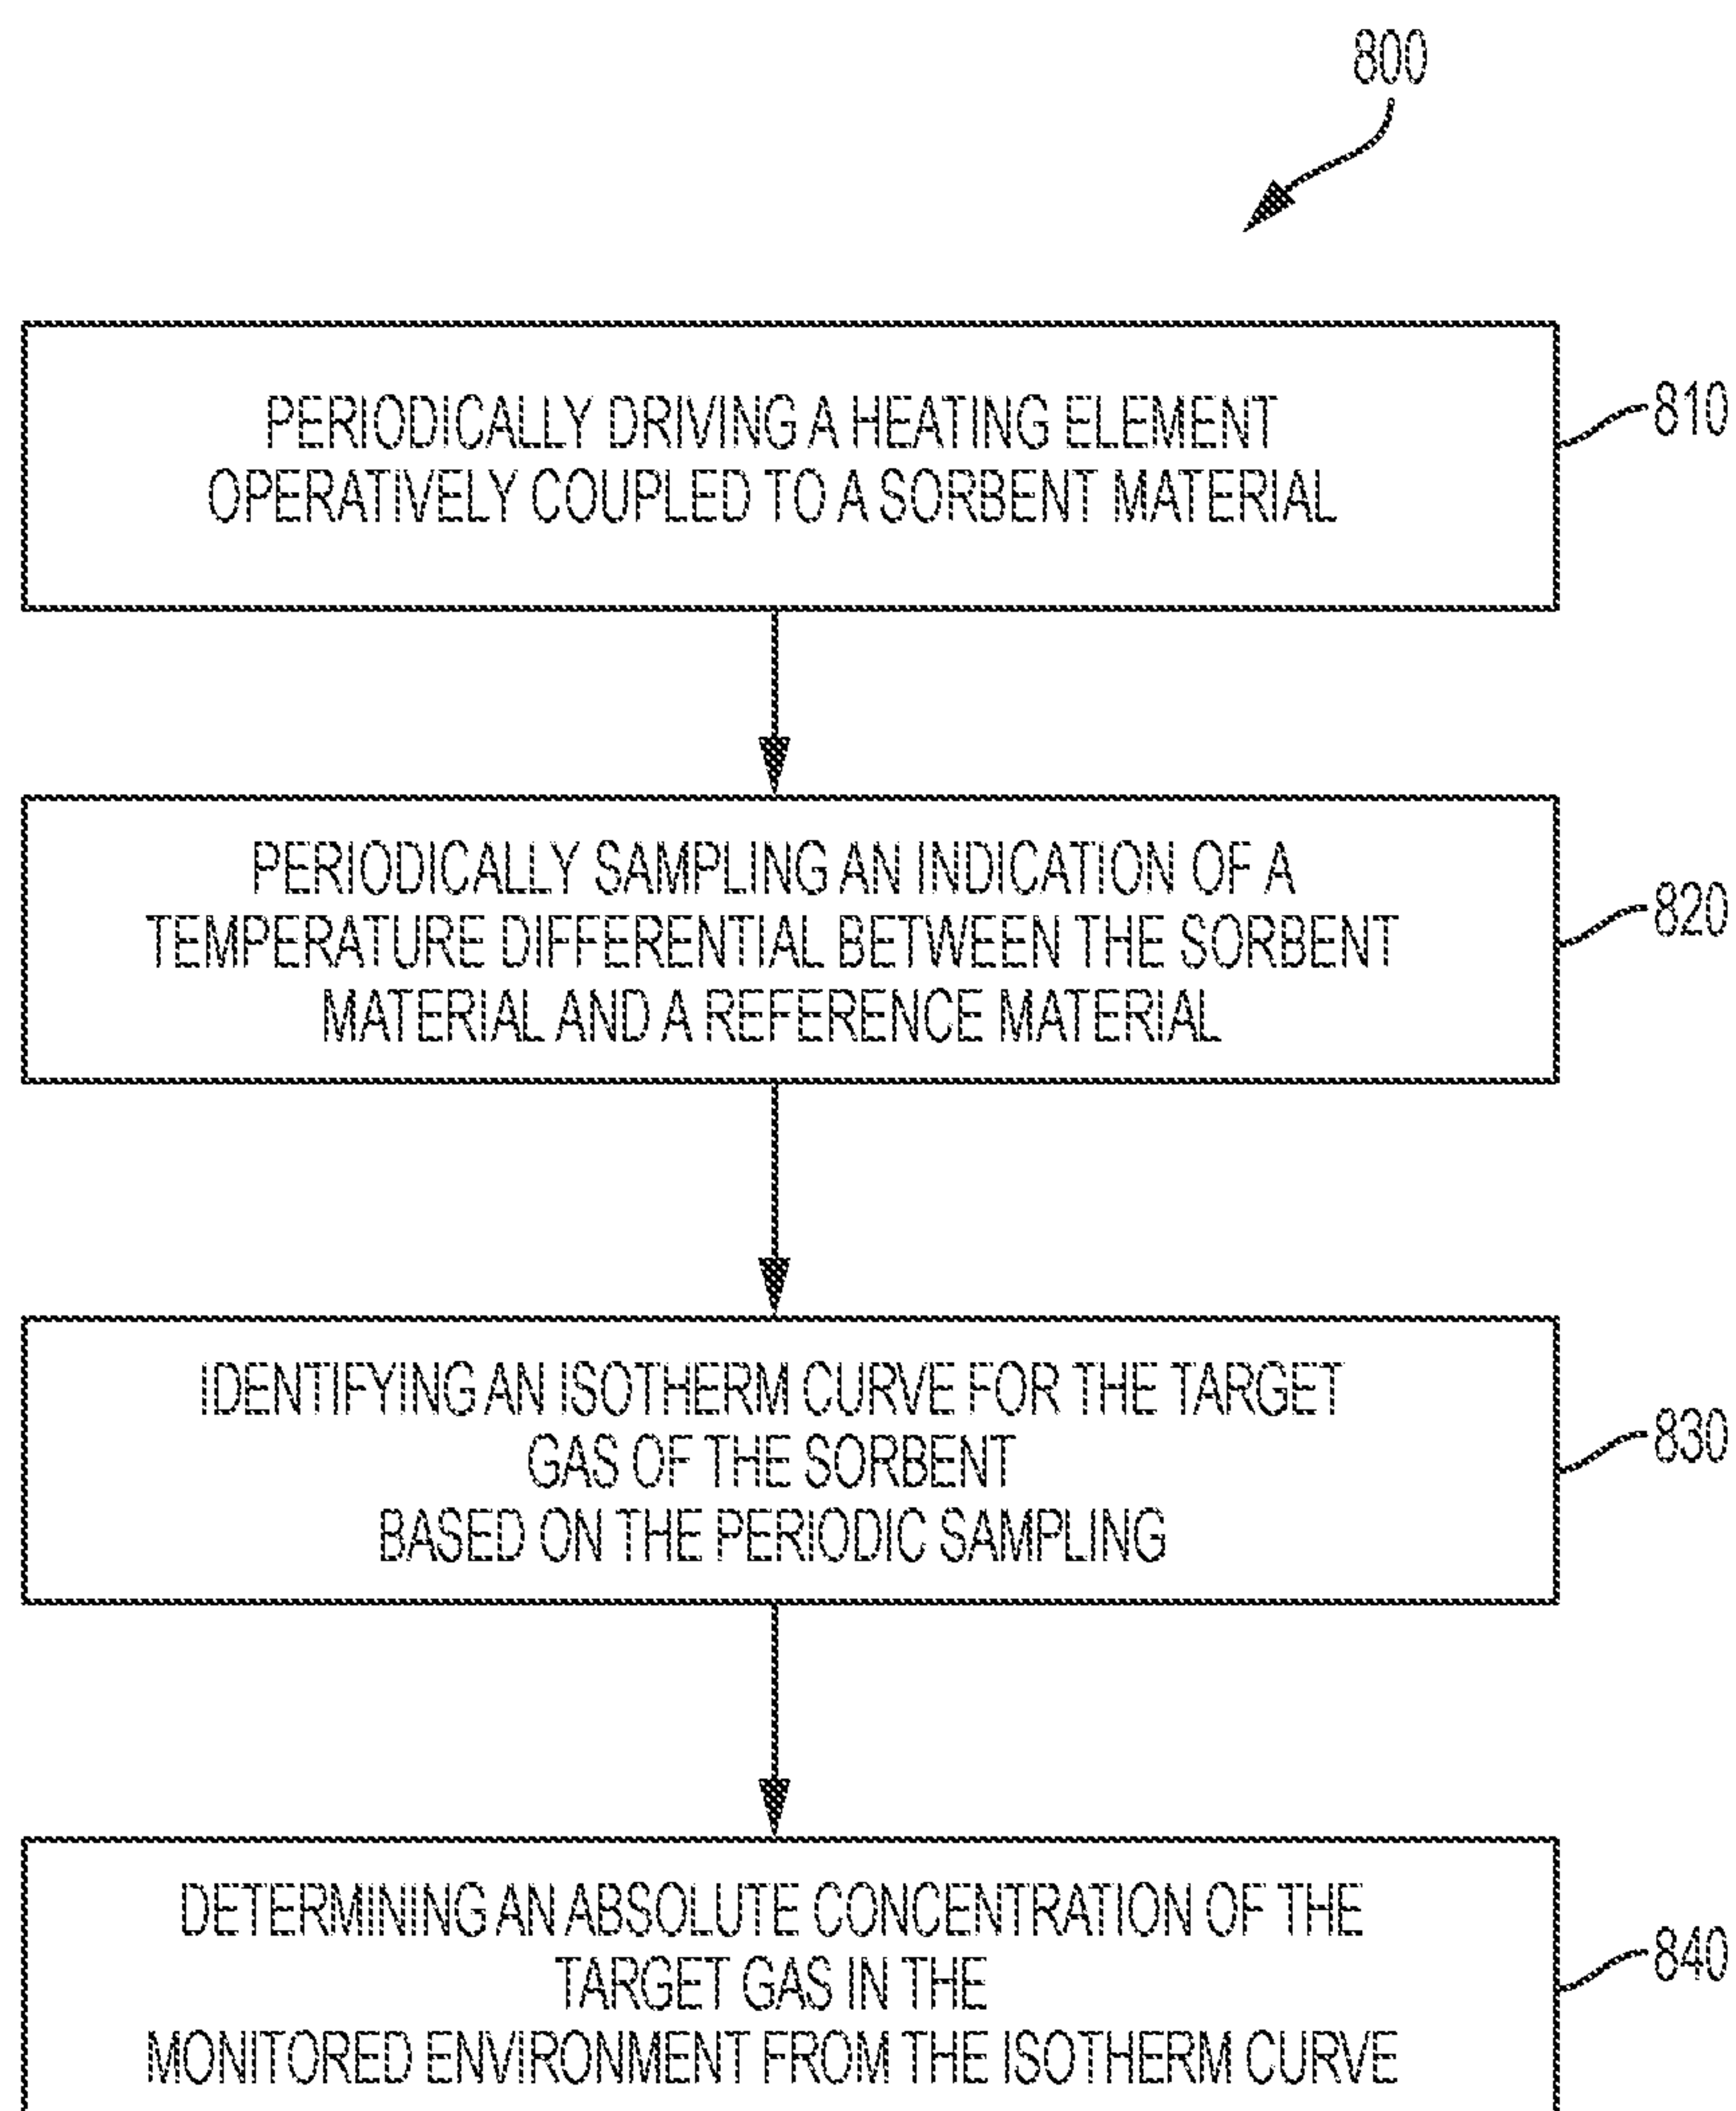 800
PERIODICALLY DRIVING A HEATING ELEMENT
OPERATIVELY COUPLED TO A SORBENT MATERIAL
810
PERIODICALLY SAMPLING AN INDICATION OF A
TEMPERATURE DIFFERENTIAL BETWEEN THE SORBENT
MATERIAL AND A REFERENCE MATERIAL
820
IDENTIFYING AN ISOTHERM CURVE FOR THE TARGET
GAS OF THE SORBENT
BASED ON THE PERIODIC SAMPLING
830
DETERMINING AN ABSOLUTE CONCENTRATION OF THE
TARGET GAS IN THE
MONITORED ENVIRONMENT FROM THE ISOTHERM CURVE
840